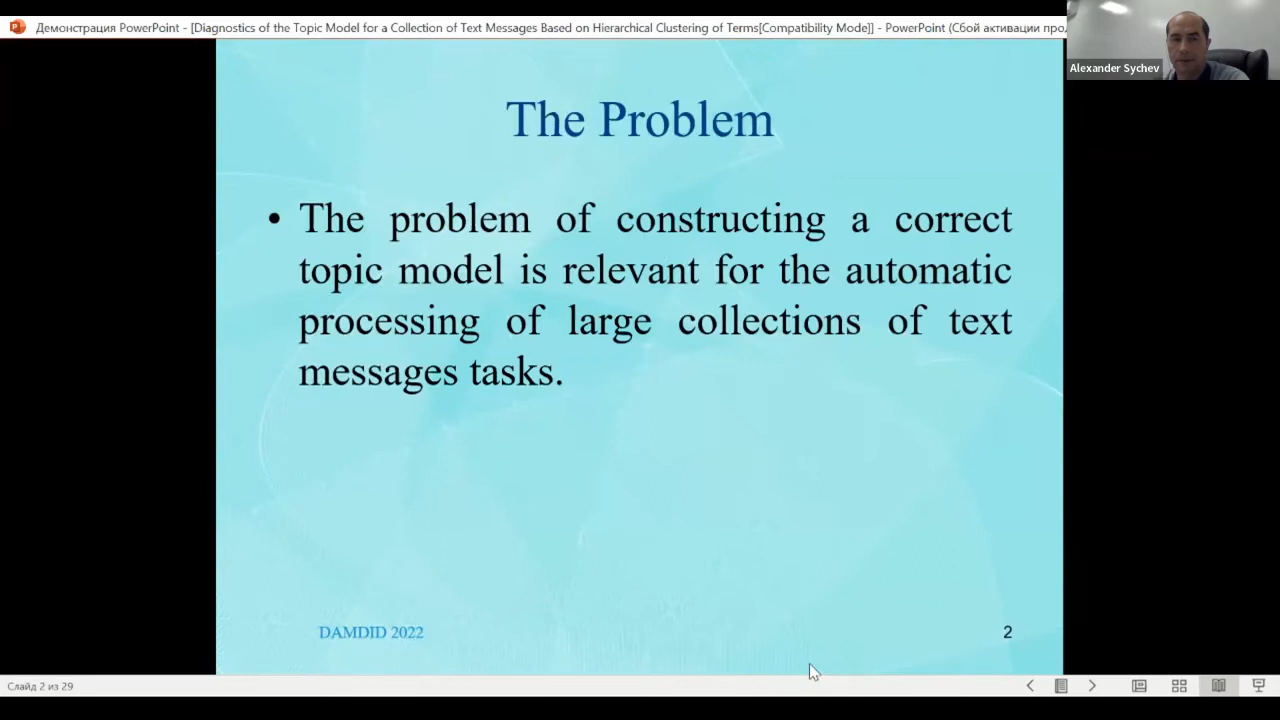 Демонстрация PowerPoint - [Diagnostics of the Topic Model for a Collection of Text Messages Based on Hierarchical Clustering of Terms[Compatibility Mode]] - PowerPoint (Сбой активации про
Alexander Sychev
The Problem
• The problem of constructing a correct
topic model is relevant for the automatic
processing of large collections of text
messages tasks.
DAMDID 2022
2
Слайд 2 из 29